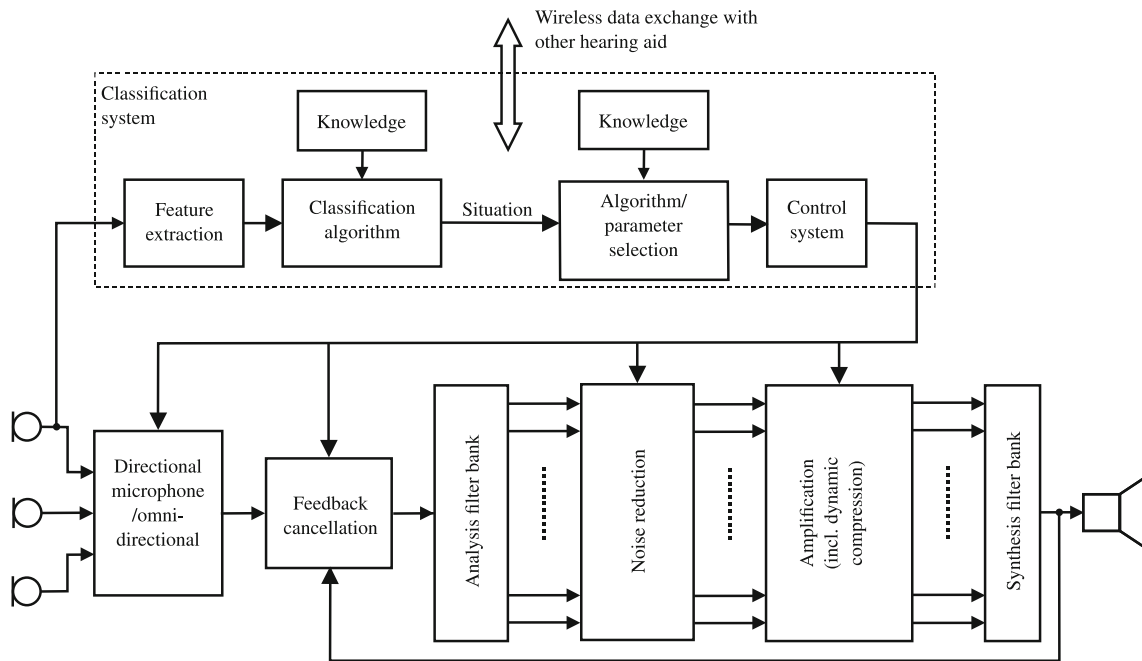 Wireless data exchange with
other hearing aid
Classification
system
Knowledge
Knowledge
Feature
extraction
Classification
algorithm
Situation
Algorithm/
parameter
selection
Control
system
Directional
microphone
/omni-
directional
Feedback
cancellation
Analysis filter bank
Noise reduction
Amplification
(incl. dynamic
compression)
Synthesis filter bank